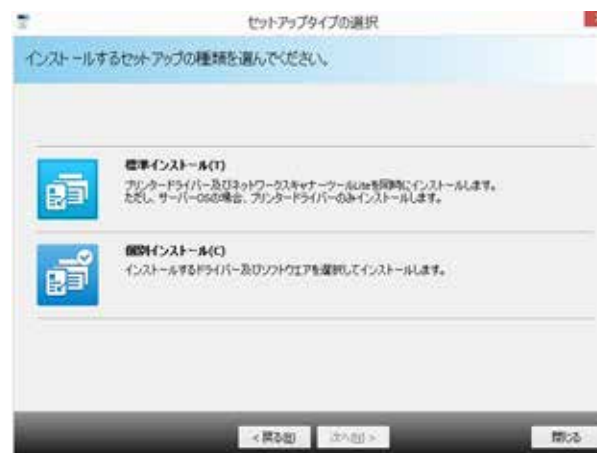 セットアップタイプの選択
インストールするセットアップの種類を選んでください。
標準インストール(T)
プリンタードライバー及びネットワークスキャナーツールLiteを同時にインストールします。
ただし、サーバーOSの場合、プリンタードライバーのみインストールします。
個別インストール(C)
インストールするドライバー及びソフトウエアを選択してインストールします。
< 戻る(B)
次へ(N) >
閉じる